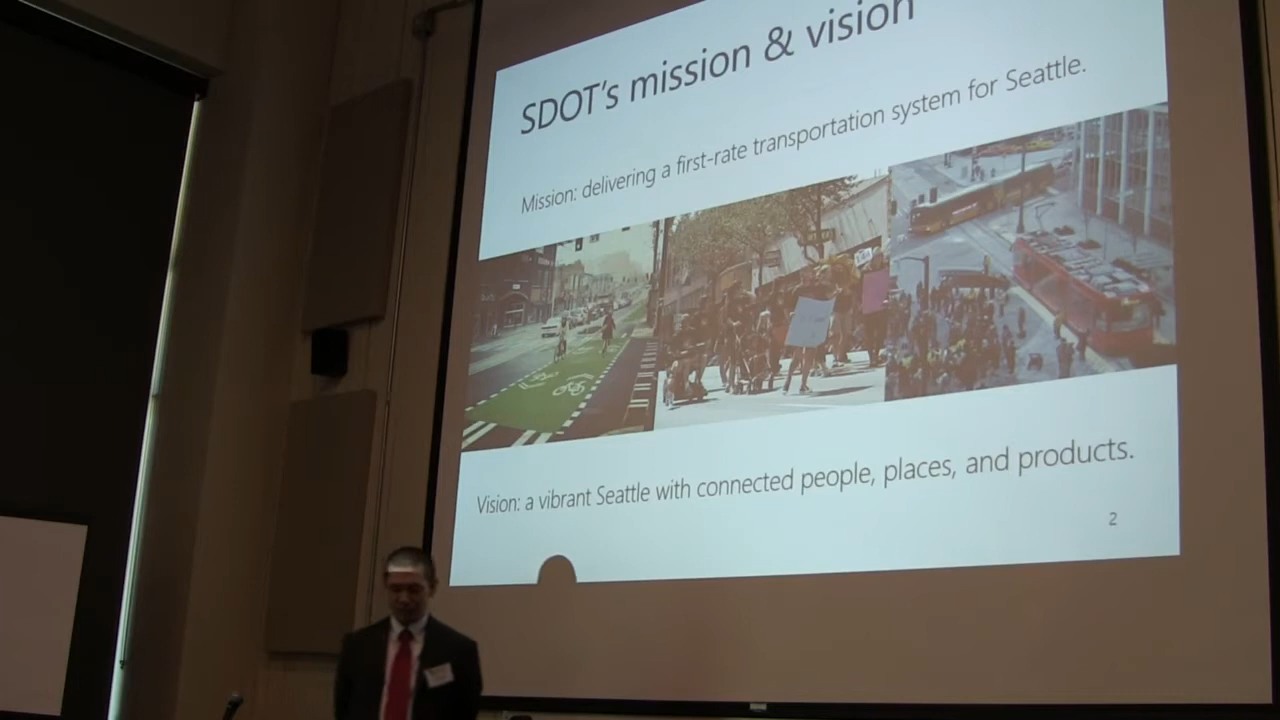 SDOT's mission & vision
Mission: delivering a first-rate transportation system for Seattle.
Vision: a vibrant Seattle with connected people, places, and products.
2